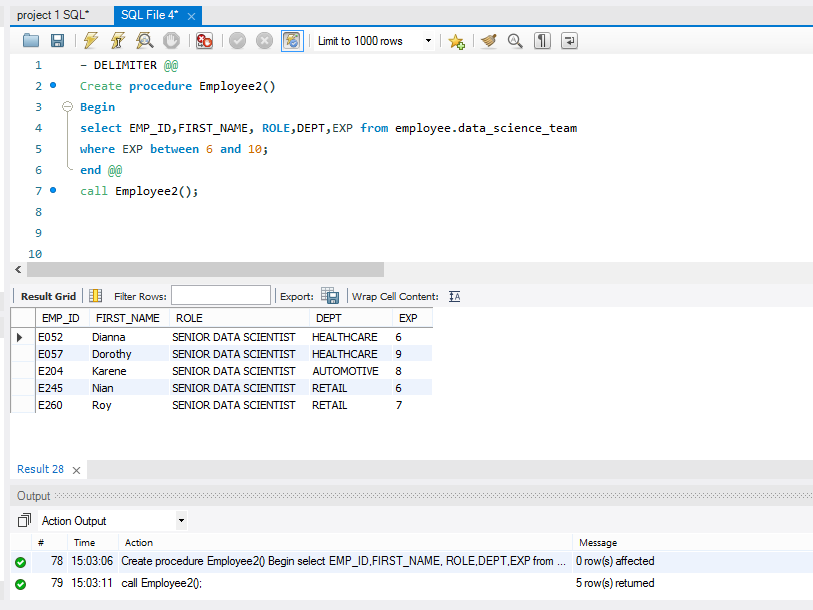 project 1 SQL*
SQL File 4*
Limit to 1000 rows
1 - DELIMITER @@
2 Create procedure Employee2()
3 Begin
4 select EMP_ID,FIRST_NAME, ROLE,DEPT,EXP from employee.data_science_team
5 where EXP between 6 and 10;
6 end @@
7 call Employee2();
8
9
10
Result Grid Filter Rows: Export: Wrap Cell Content:
EMP_ID FIRST_NAME ROLE DEPT EXP
E052 Dianna SENIOR DATA SCIENTIST HEALTHCARE 6
E057 Dorothy SENIOR DATA SCIENTIST HEALTHCARE 9
E204 Karene SENIOR DATA SCIENTIST AUTOMOTIVE 8
E245 Nian SENIOR DATA SCIENTIST RETAIL 6
E260 Roy SENIOR DATA SCIENTIST RETAIL 7
Result 28
Output
Action Output
# Time Action Message
78 15:03:06 Create procedure Employee2() Begin select EMP_ID,FIRST_NAME, ROLE,DEPT,EXP from ... 0 row(s) affected
79 15:03:11 call Employee2(); 5 row(s) returned